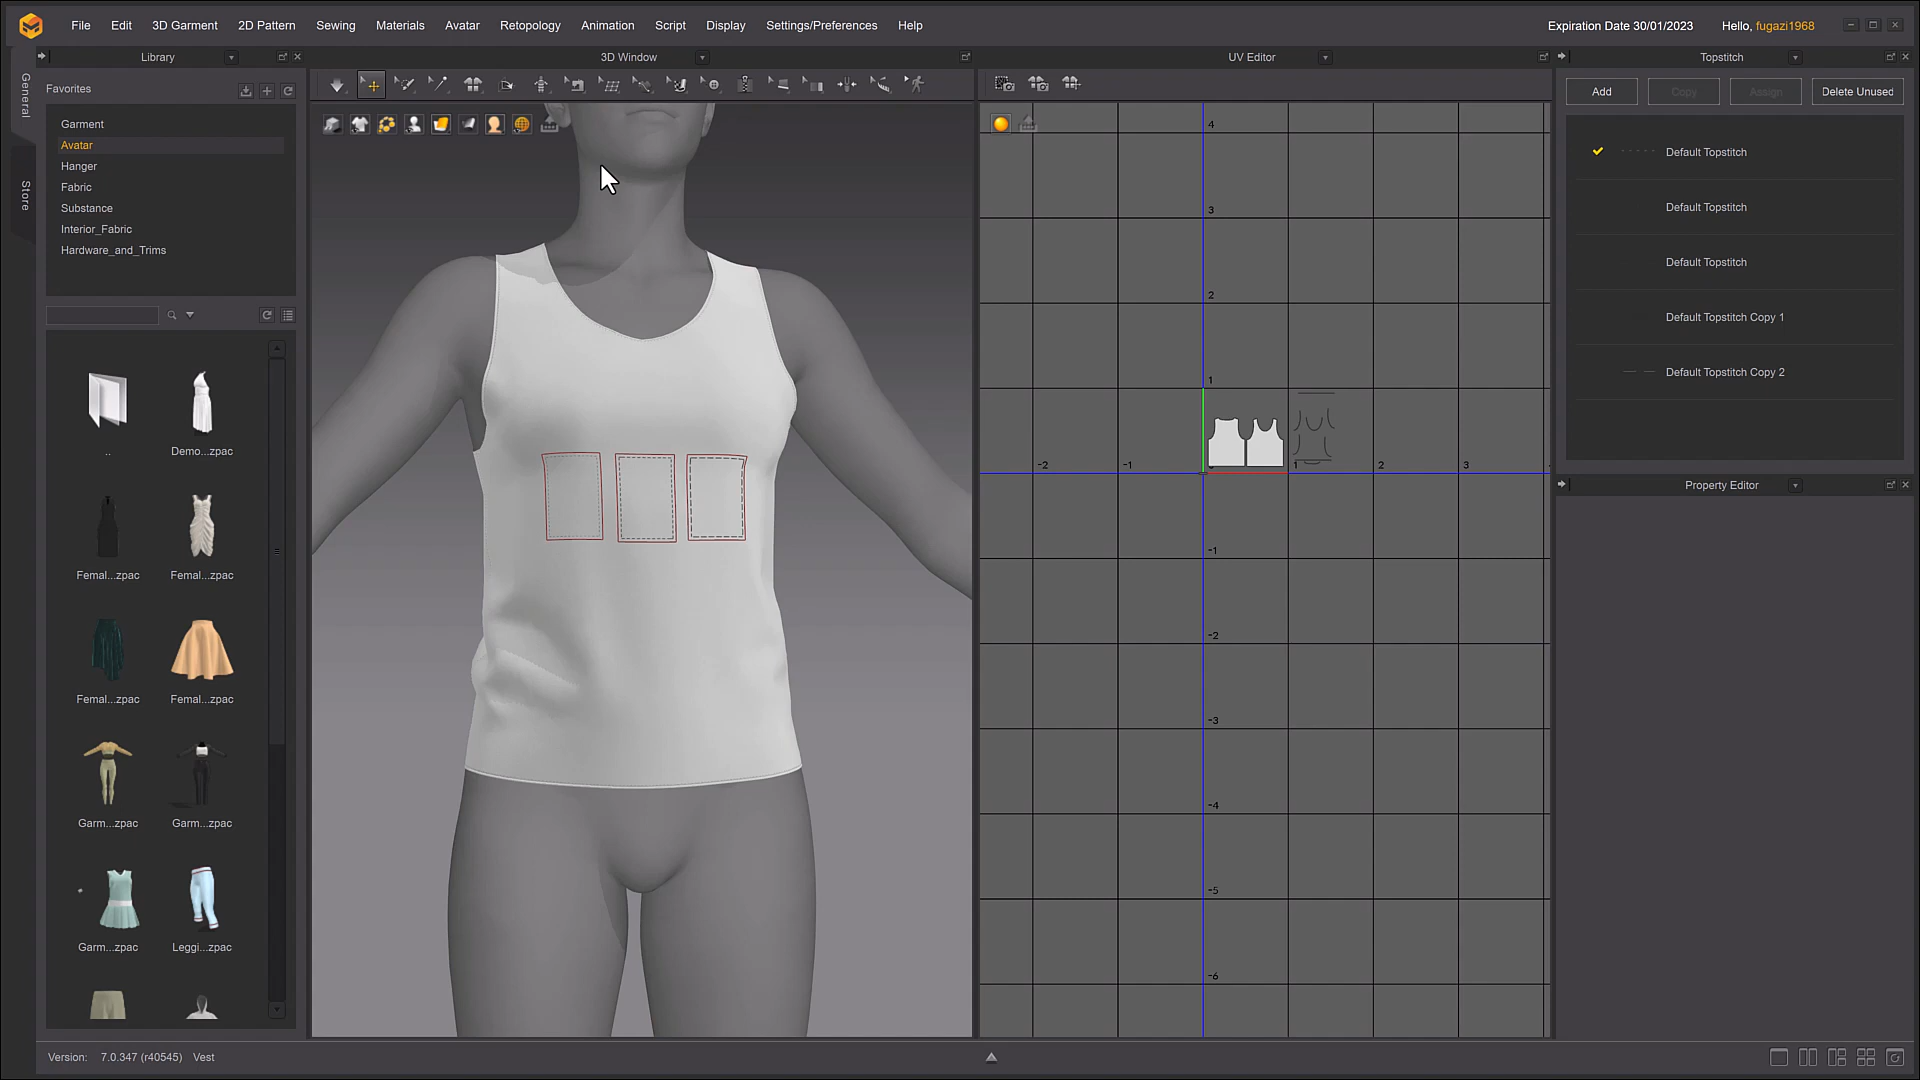 File Edit 3D Garment 2D Pattern Sewing Materials Avatar Retopology Animation Script Display Settings/Preferences Help
Expiration Date 30/01/2023 Hello, fugazi1968
Library
3D Window
UV Editor
Topstitch
General
Store
Favorites
Garment
Avatar
Hanger
Fabric
Substance
Interior_Fabric
Hardware_and_Trims
..
Demo...zpac
Femal...zpac
Femal...zpac
Femal...zpac
Femal...zpac
Garm...zpac
Garm...zpac
Garm...zpac
Leggi...zpac
4
3
2
1
-2 -1 1 2 3
-1
-2
-3
-4
-5
-6
Add Copy Assign Delete Unused
Default Topstitch
Default Topstitch
Default Topstitch
Default Topstitch Copy 1
Default Topstitch Copy 2
Property Editor
Version: 7.0.347 (r40545) Vest